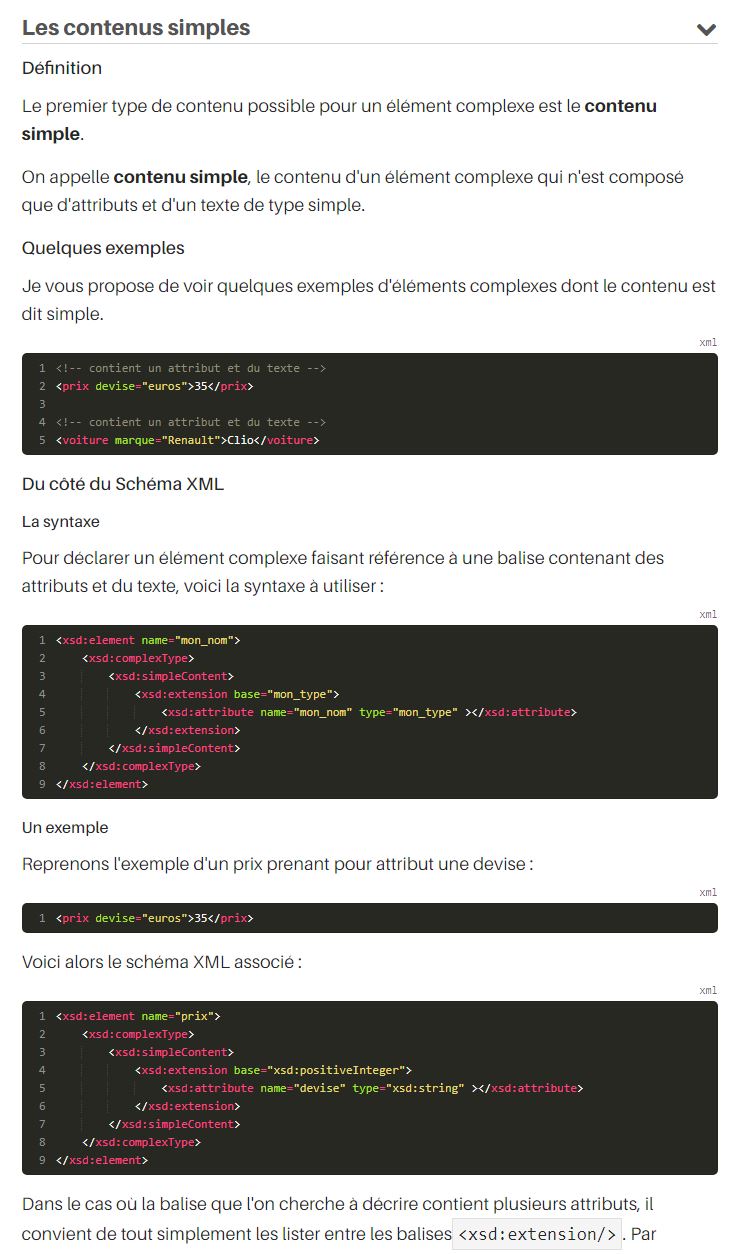 Les contenus simples
Définition
Le premier type de contenu possible pour un élément complexe est le contenu
simple.
On appelle contenu simple, le contenu d'un élément complexe qui n'est composé
que d'attributs et d'un texte de type simple.
Quelques exemples
Je vous propose de voir quelques exemples d'éléments complexes dont le contenu est
dit simple.
xml
1 <!-- contient un attribut et du texte -->
2 <prix devise="euros">35</prix>
3
4 <!-- contient un attribut et du texte -->
5 <voiture marque="Renault">Clio</voiture>
Du côté du Schéma XML
La syntaxe
Pour déclarer un élément complexe faisant référence à une balise contenant des
attributs et du texte, voici la syntaxe à utiliser :
xml
1 <xsd:element name="mon_nom">
2 <xsd:complexType>
3 <xsd:simpleContent>
4 <xsd:extension base="mon_type">
5 <xsd:attribute name="mon_nom" type="mon_type" ></xsd:attribute>
6 </xsd:extension>
7 </xsd:simpleContent>
8 </xsd:complexType>
9 </xsd:element>
Un exemple
Reprenons l'exemple d'un prix prenant pour attribut une devise :
xml
1 <prix devise="euros">35</prix>
Voici alors le schéma XML associé :
xml
1 <xsd:element name="prix">
2 <xsd:complexType>
3 <xsd:simpleContent>
4 <xsd:extension base="xsd:positiveInteger">
5 <xsd:attribute name="devise" type="xsd:string" ></xsd:attribute>
6 </xsd:extension>
7 </xsd:simpleContent>
8 </xsd:complexType>
9 </xsd:element>
Dans le cas où la balise que l'on cherche à décrire contient plusieurs attributs, il
convient de tout simplement les lister entre les balises <xsd:extension/> . Par